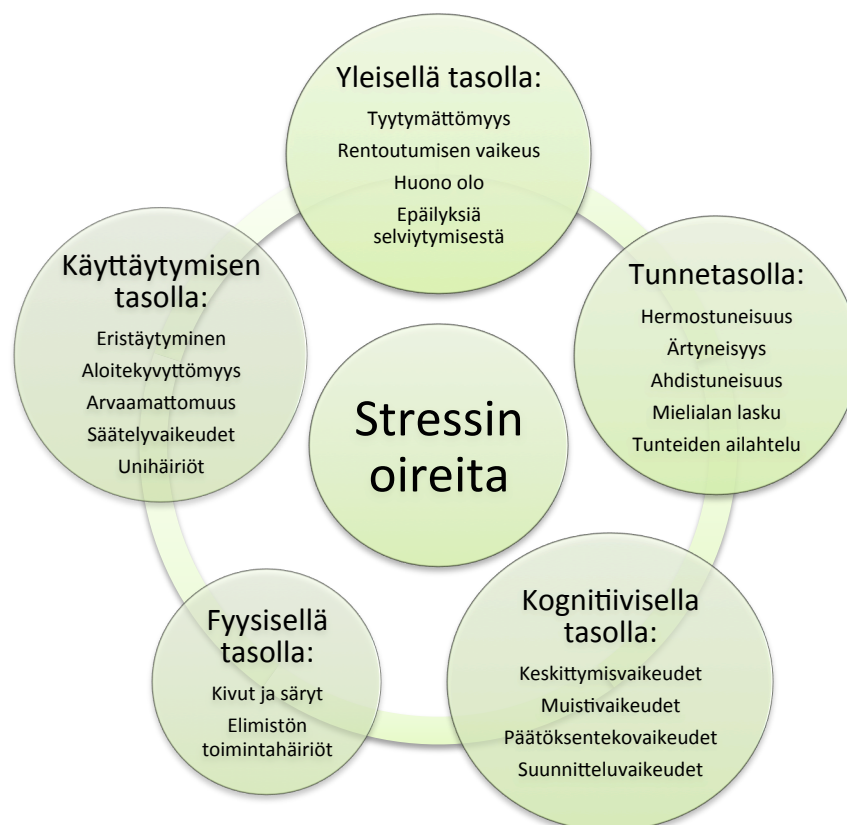 Yleisellä tasolla:
Tyytymättömyys
Rentoutumisen vaikeus
Huono olo
Epäilyksiä
selviytymisestä
Tunnetasolla:
Hermostuneisuus
Ärtyneisyys
Ahdistuneisuus
Mielialan lasku
Tunteiden ailahtelu
Kognitiivisella
tasolla:
Keskittymisvaikeudet
Muistivaikeudet
Päätöksentekovaikeudet
Suunnitteluvaikeudet
Fyysisellä
tasolla:
Kivut ja säryt
Elimistön
toimintahäiriöt
Käyttäytymisen
tasolla:
Eristäytyminen
Aloitekyvyttömyys
Arvaamattomuus
Säätelyvaikeudet
Unihäiriöt
Stressin
oireita